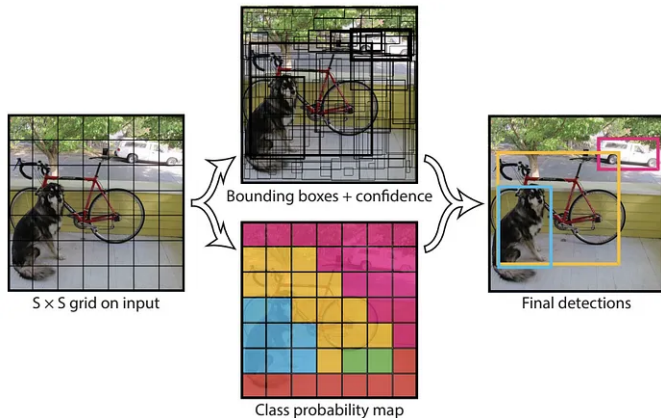 S × S grid on input
Bounding boxes + confidence
Class probability map
Final detections